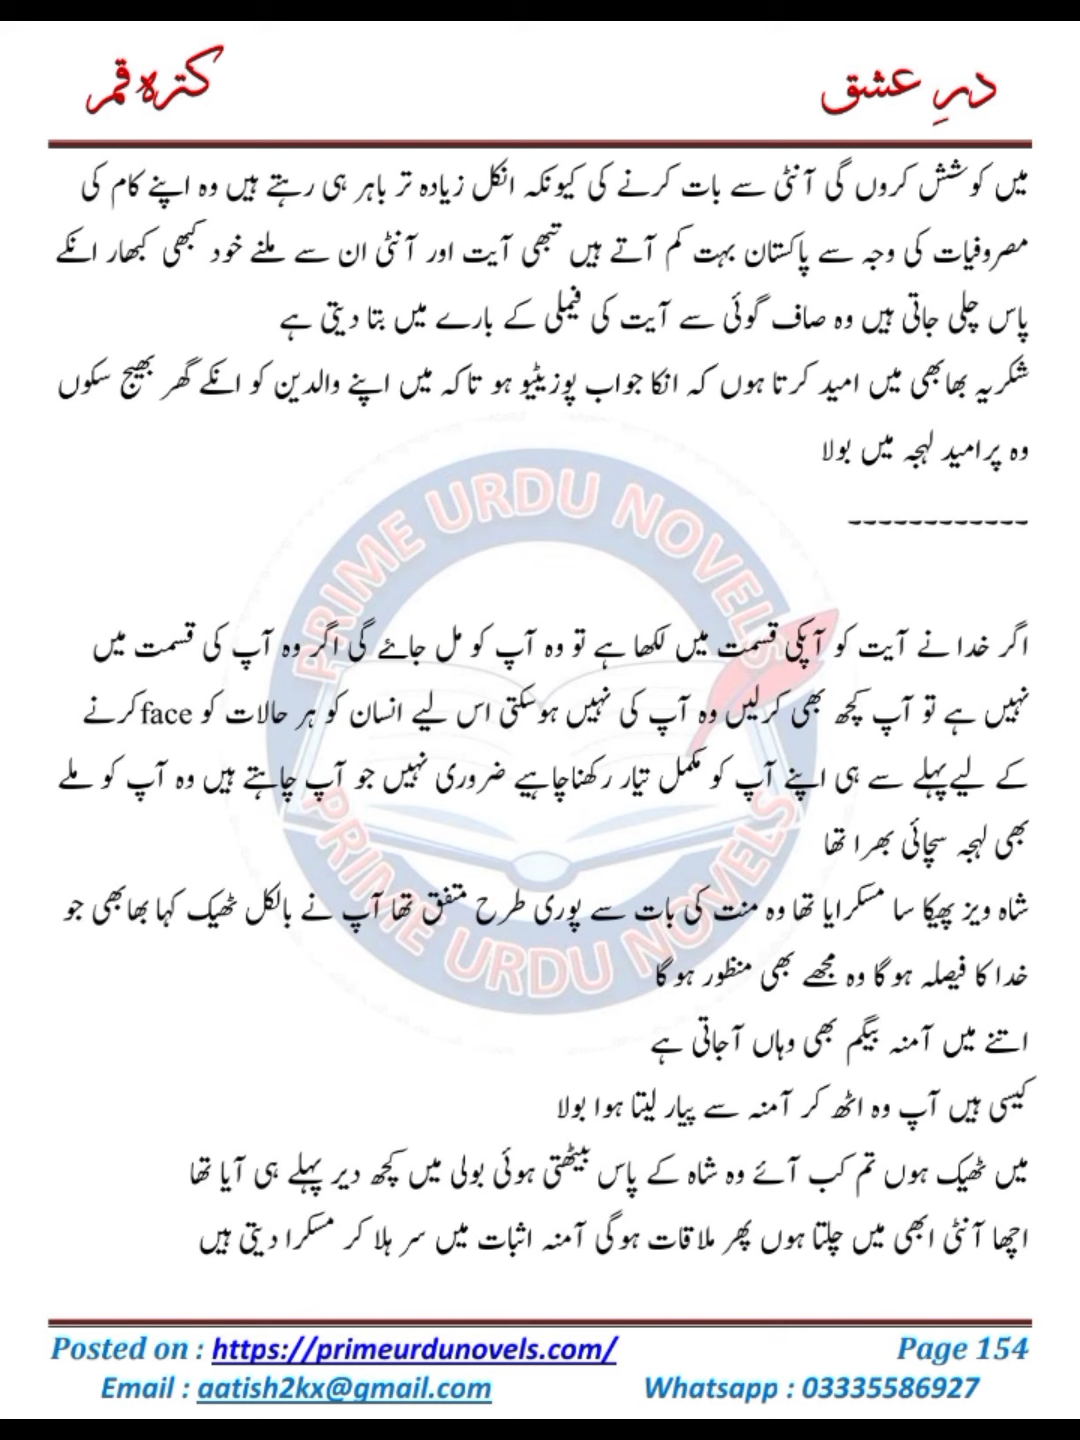 درِ عشق
کترہ قمر
میں کوشش کروں گی آنٹی سے بات کرنے کی کیونکہ انکل زیادہ تر باہر ہی رہتے ہیں وہ اپنے کام کی
مصروفیات کی وجہ سے پاکستان بہت کم آتے ہیں تبھی آیت اور آنٹی ان سے ملنے خود کبھی کبھار انکے
پاس چلی جاتی ہیں وہ صاف گوئی سے آیت کی فیملی کے بارے میں بتا دیتی ہے
شکریہ بھابھی میں امید کرتا ہوں کہ انکا جواب پوزیٹیو ہو تاکہ میں اپنے والدین کو انکے گھر بھیج سکوں
وہ پرامید لہجہ میں بولا
------------
اگر خدا نے آیت کو آپکی قسمت میں لکھا ہے تو وہ آپ کو مل جائے گی اگر وہ آپ کی قسمت میں
نہیں ہے تو آپ کچھ بھی کرلیں وہ آپ کی نہیں ہوسکتی اس لیے انسان کو ہر حالات کو face کرنے
کے لیے پہلے سے ہی اپنے آپ کو مکمل تیار رکھنا چاہیے ضروری نہیں جو آپ چاہتے ہیں وہ آپ کو ملے
بھی لہجہ سچائی بھرا تھا
شاہ ویز پھیکا سا مسکرایا تھا وہ منت کی بات سے پوری طرح متفق تھا آپ نے بالکل ٹھیک کہا بھابھی جو
خدا کا فیصلہ ہو گا وہ مجھے بھی منظور ہو گا
اتنے میں آمنہ بیگم بھی وہاں آجاتی ہے
کیسی ہیں آپ وہ اٹھ کر آمنہ سے پیار لیتا ہوا بولا
میں ٹھیک ہوں تم کب آئے وہ شاہ کے پاس بیٹھتی ہوئی بولی میں کچھ دیر پہلے ہی آیا تھا
اچھا آنٹی ابھی میں چلتا ہوں پھر ملاقات ہوگی آمنہ اثبات میں سر ہلا کر مسکرا دیتی ہیں
PRIME URDU NOVELS
PRIME URDU NOVELS
Posted on : https://primeurdunovels.com/ Page 154
Email : aatish2kx@gmail.com Whatsapp : 03335586927